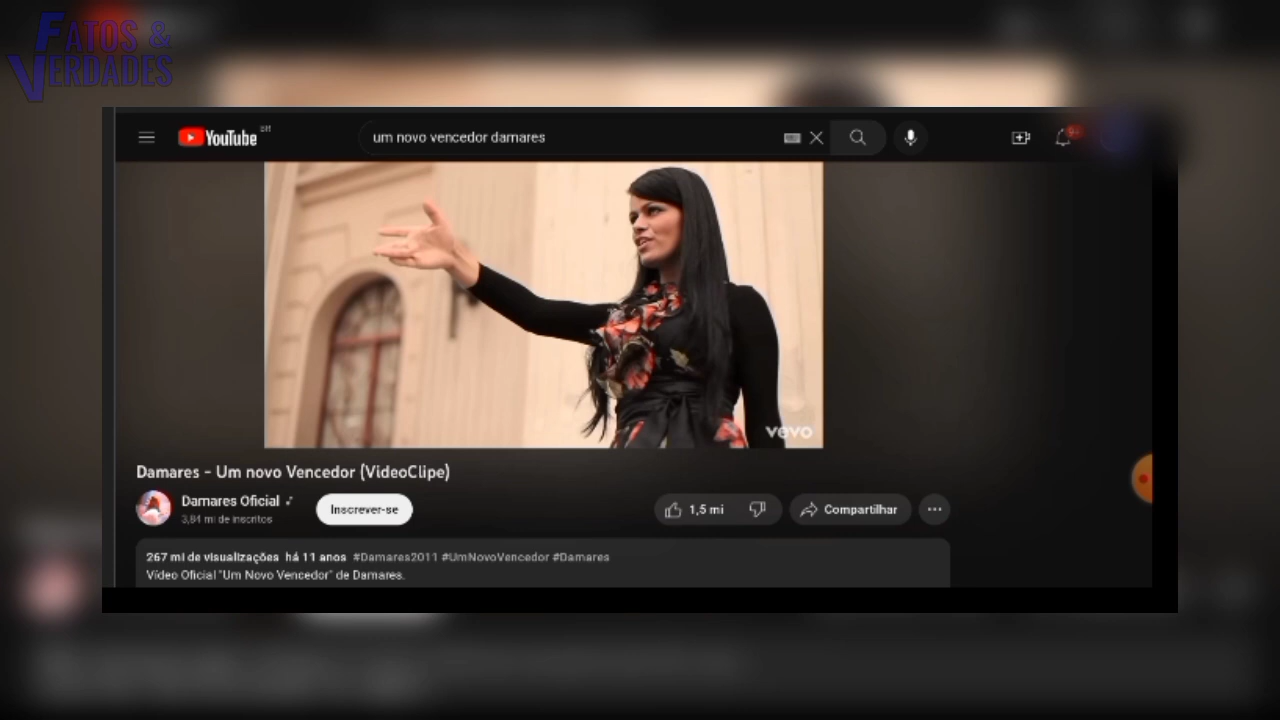 FATOS &
VERDADES
YouTube BR
um novo vencedor damares
9+
vevo
Damares - Um novo Vencedor (VideoClipe)
Damares Oficial
3,84 mi de inscritos
Inscrever-se
1,5 mi
Compartilhar
267 mi de visualizações há 11 anos #Damares2011 #UmNovoVencedor #Damares
Vídeo Oficial "Um Novo Vencedor" de Damares.